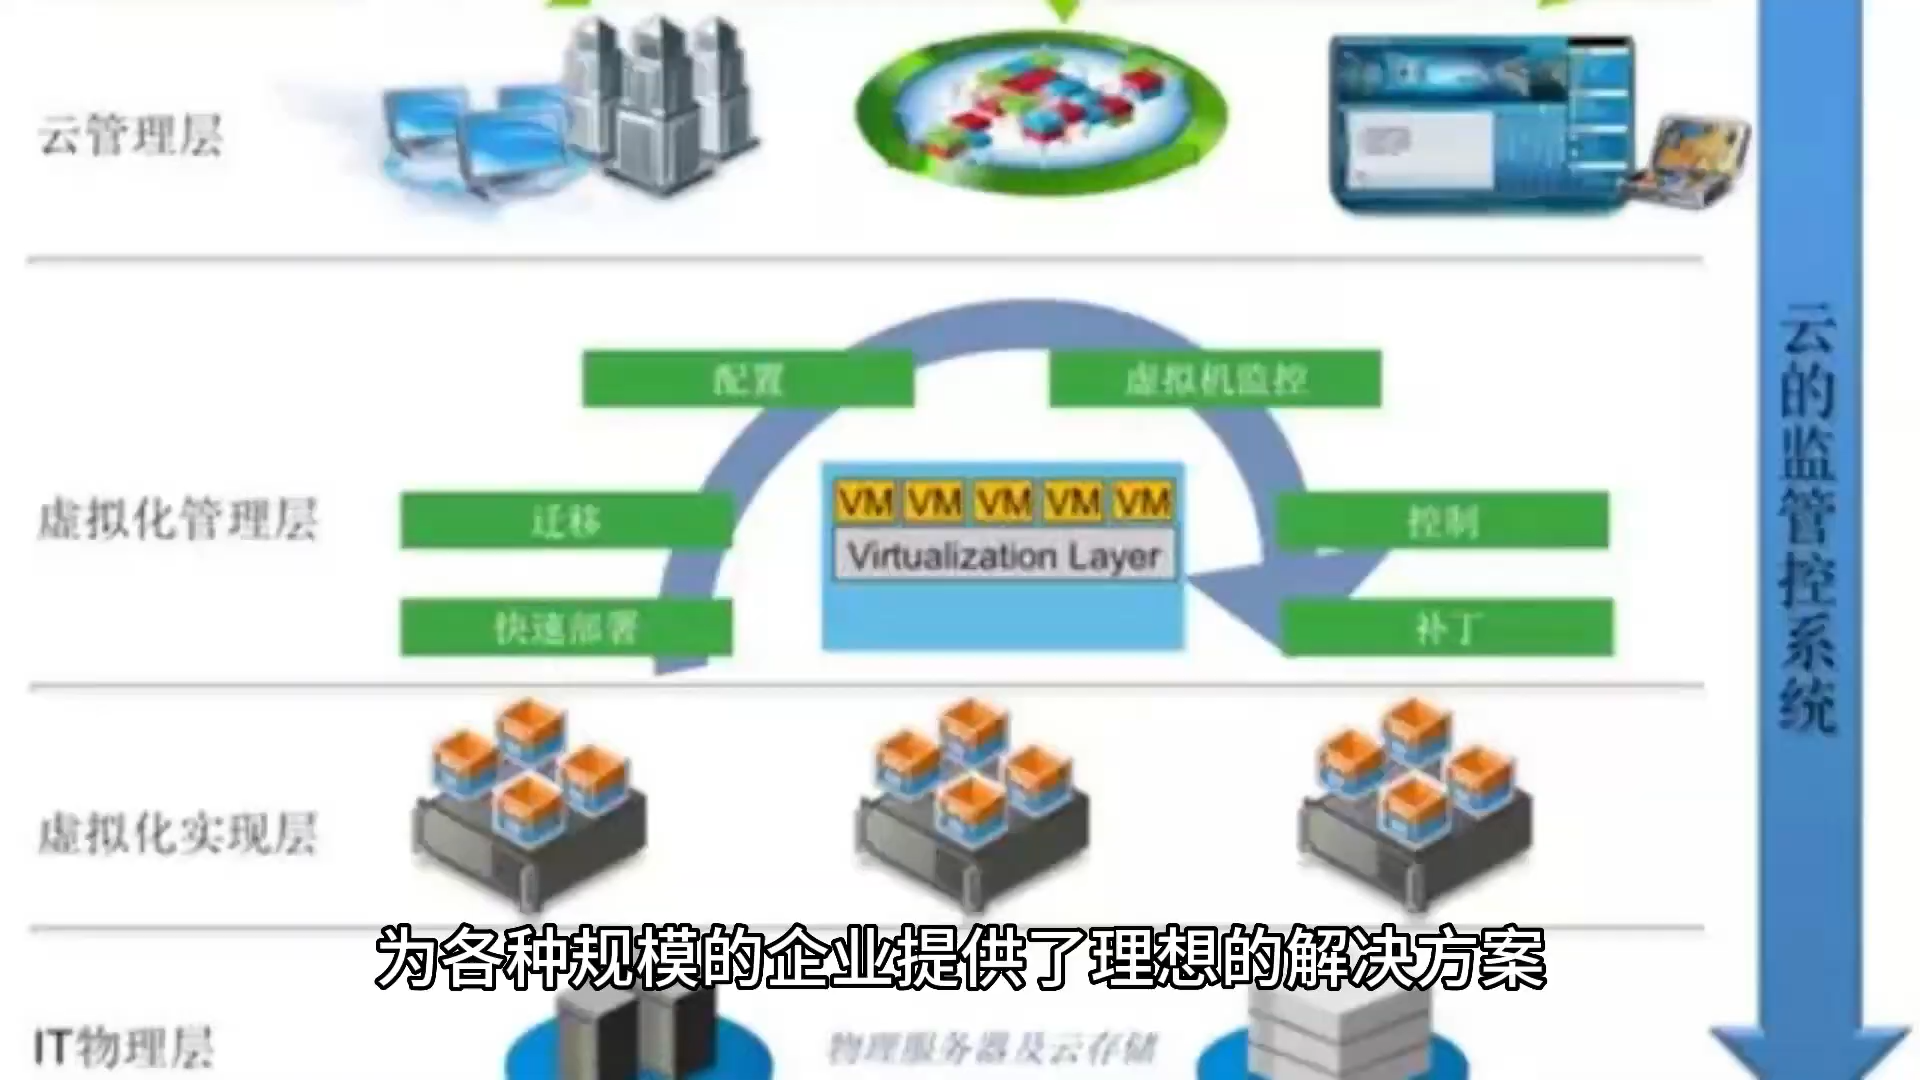 云管理层
配置
虚拟机监控
虚拟化管理层
迁移
VM VM VM VM VM
Virtualization Layer
控制
快速部署
补丁
云的监管控系统
虚拟化实现层
为各种规模的企业提供了理想的解决方案
IT物理层
物理服务器及云存储